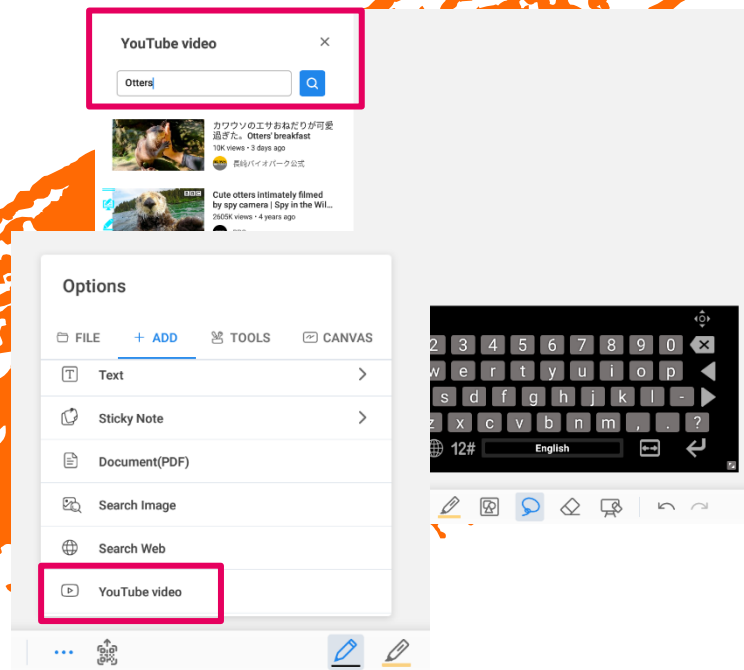 YouTube video
Otters
カワウソのエサおねだりが可愛
過ぎた。Otters' breakfast
10K views • 3 days ago
長崎バイオパーク公式
BBC
Cute otters intimately filmed
by spy camera | Spy in the Wil...
2605K views • 4 years ago
Options
FILE
+ ADD
TOOLS
CANVAS
Text
Sticky Note
Document(PDF)
Search Image
Search Web
YouTube video
2 3 4 5 6 7 8 9 0
w e r t y u i o p
s d f g h j k l -
z x c v b n m , . ?
12# English